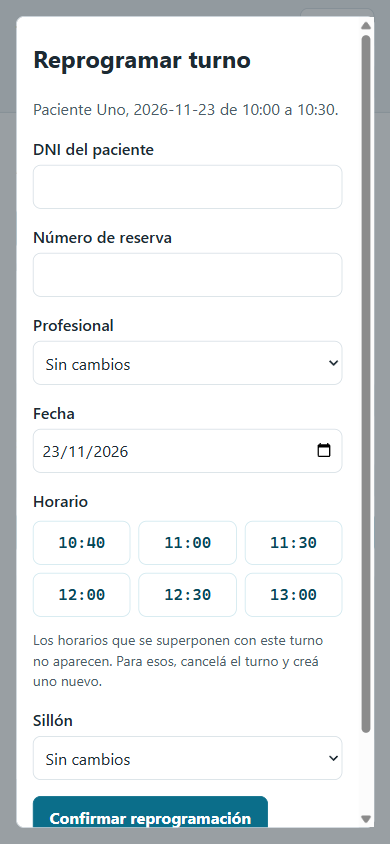 Reprogramar turno
Paciente Uno, 2026-11-23 de 10:00 a 10:30.
DNI del paciente
Número de reserva
Profesional
Sin cambios
Fecha
23/11/2026
Horario
10:40 11:00 11:30
12:00 12:30 13:00
Los horarios que se superponen con este turno
no aparecen. Para esos, cancelá el turno y creá
uno nuevo.
Sillón
Sin cambios
Confirmar reprogramación